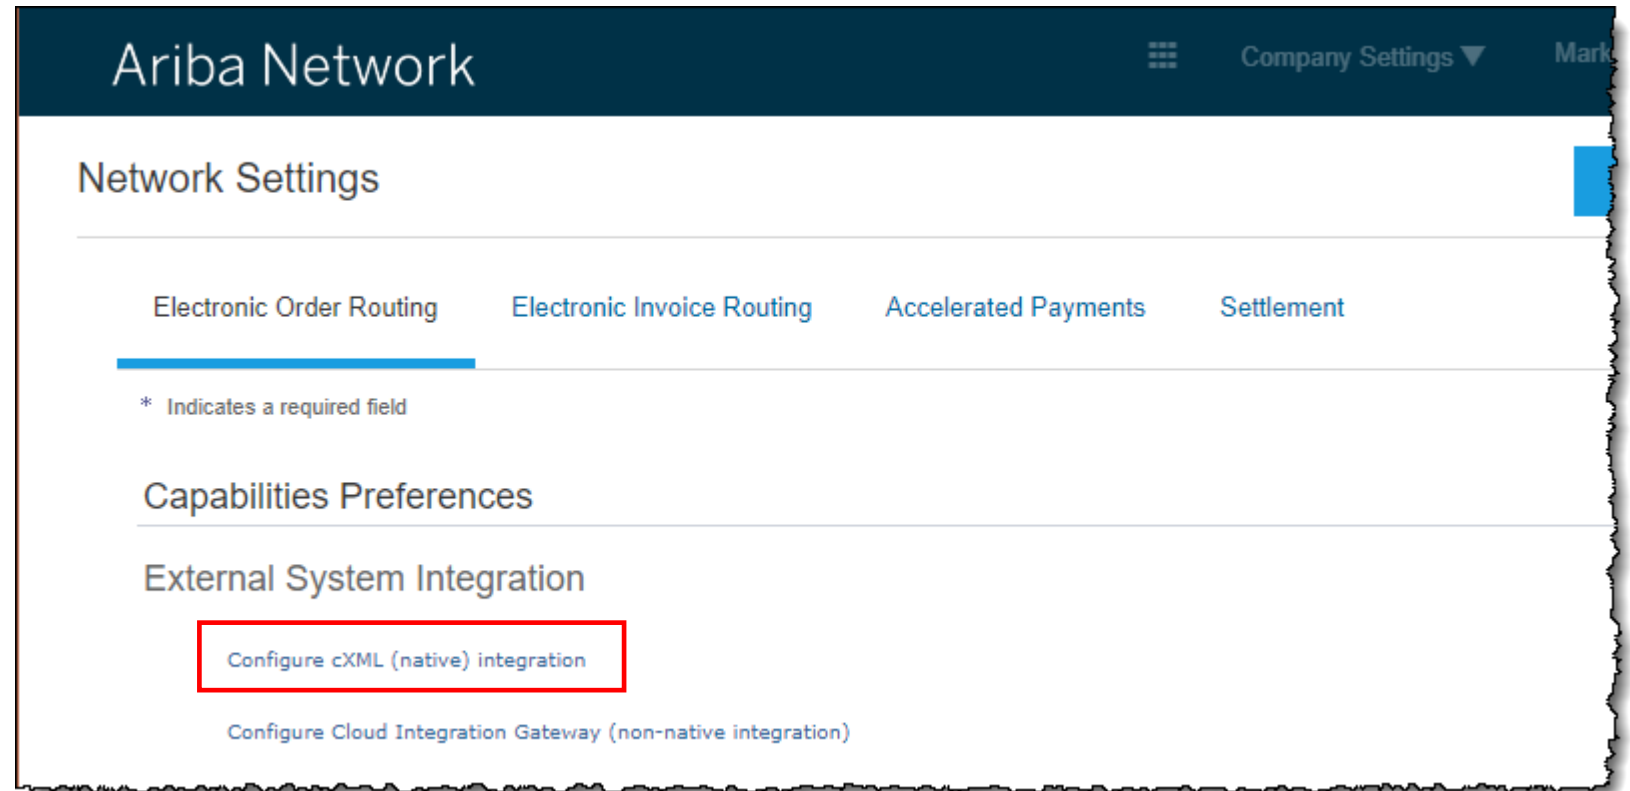 Ariba Network
Company Settings ▼
Network Settings
Electronic Order Routing
Electronic Invoice Routing
Accelerated Payments
Settlement
* Indicates a required field
Capabilities Preferences
External System Integration
Configure cXML (native) integration
Configure Cloud Integration Gateway (non-native integration)